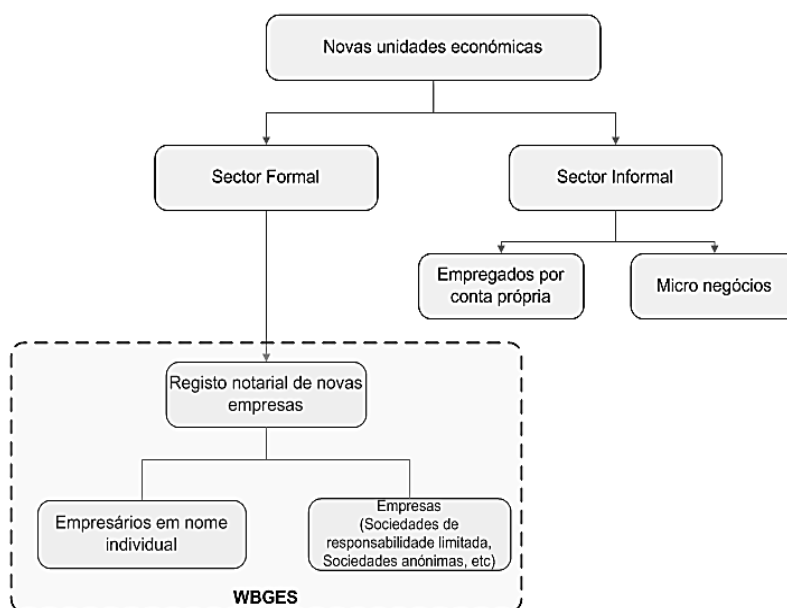 Novas unidades económicas
Sector Formal
Sector Informal
Empregados por
conta própria
Micro negócios
Registo notarial de novas
empresas
Empresários em nome
individual
Empresas
(Sociedades de
responsabilidade limitada,
Sociedades anónimas, etc)
WBGES